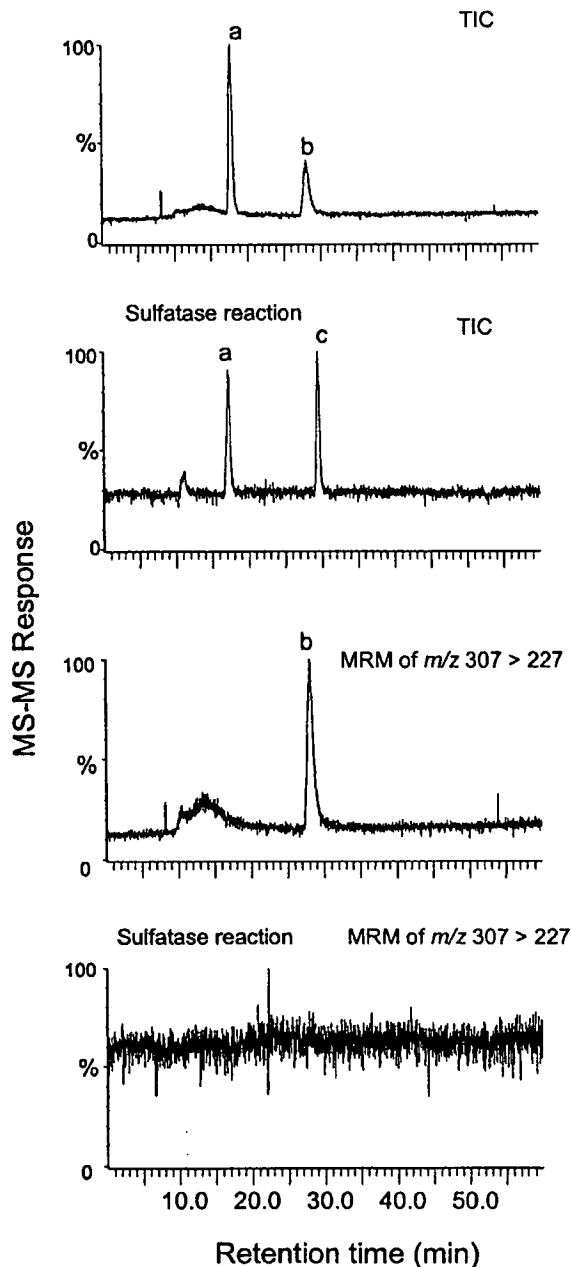 TIC
a
100
%
b
0
Sulfatase reaction
TIC
a
c
100
%
0
MS-MS Response
b
MRM of m/z 307 > 227
100
%
0
Sulfatase reaction MRM of m/z 307 > 227
100
%
0
10.0 20.0 30.0 40.0 50.0
Retention time (min)